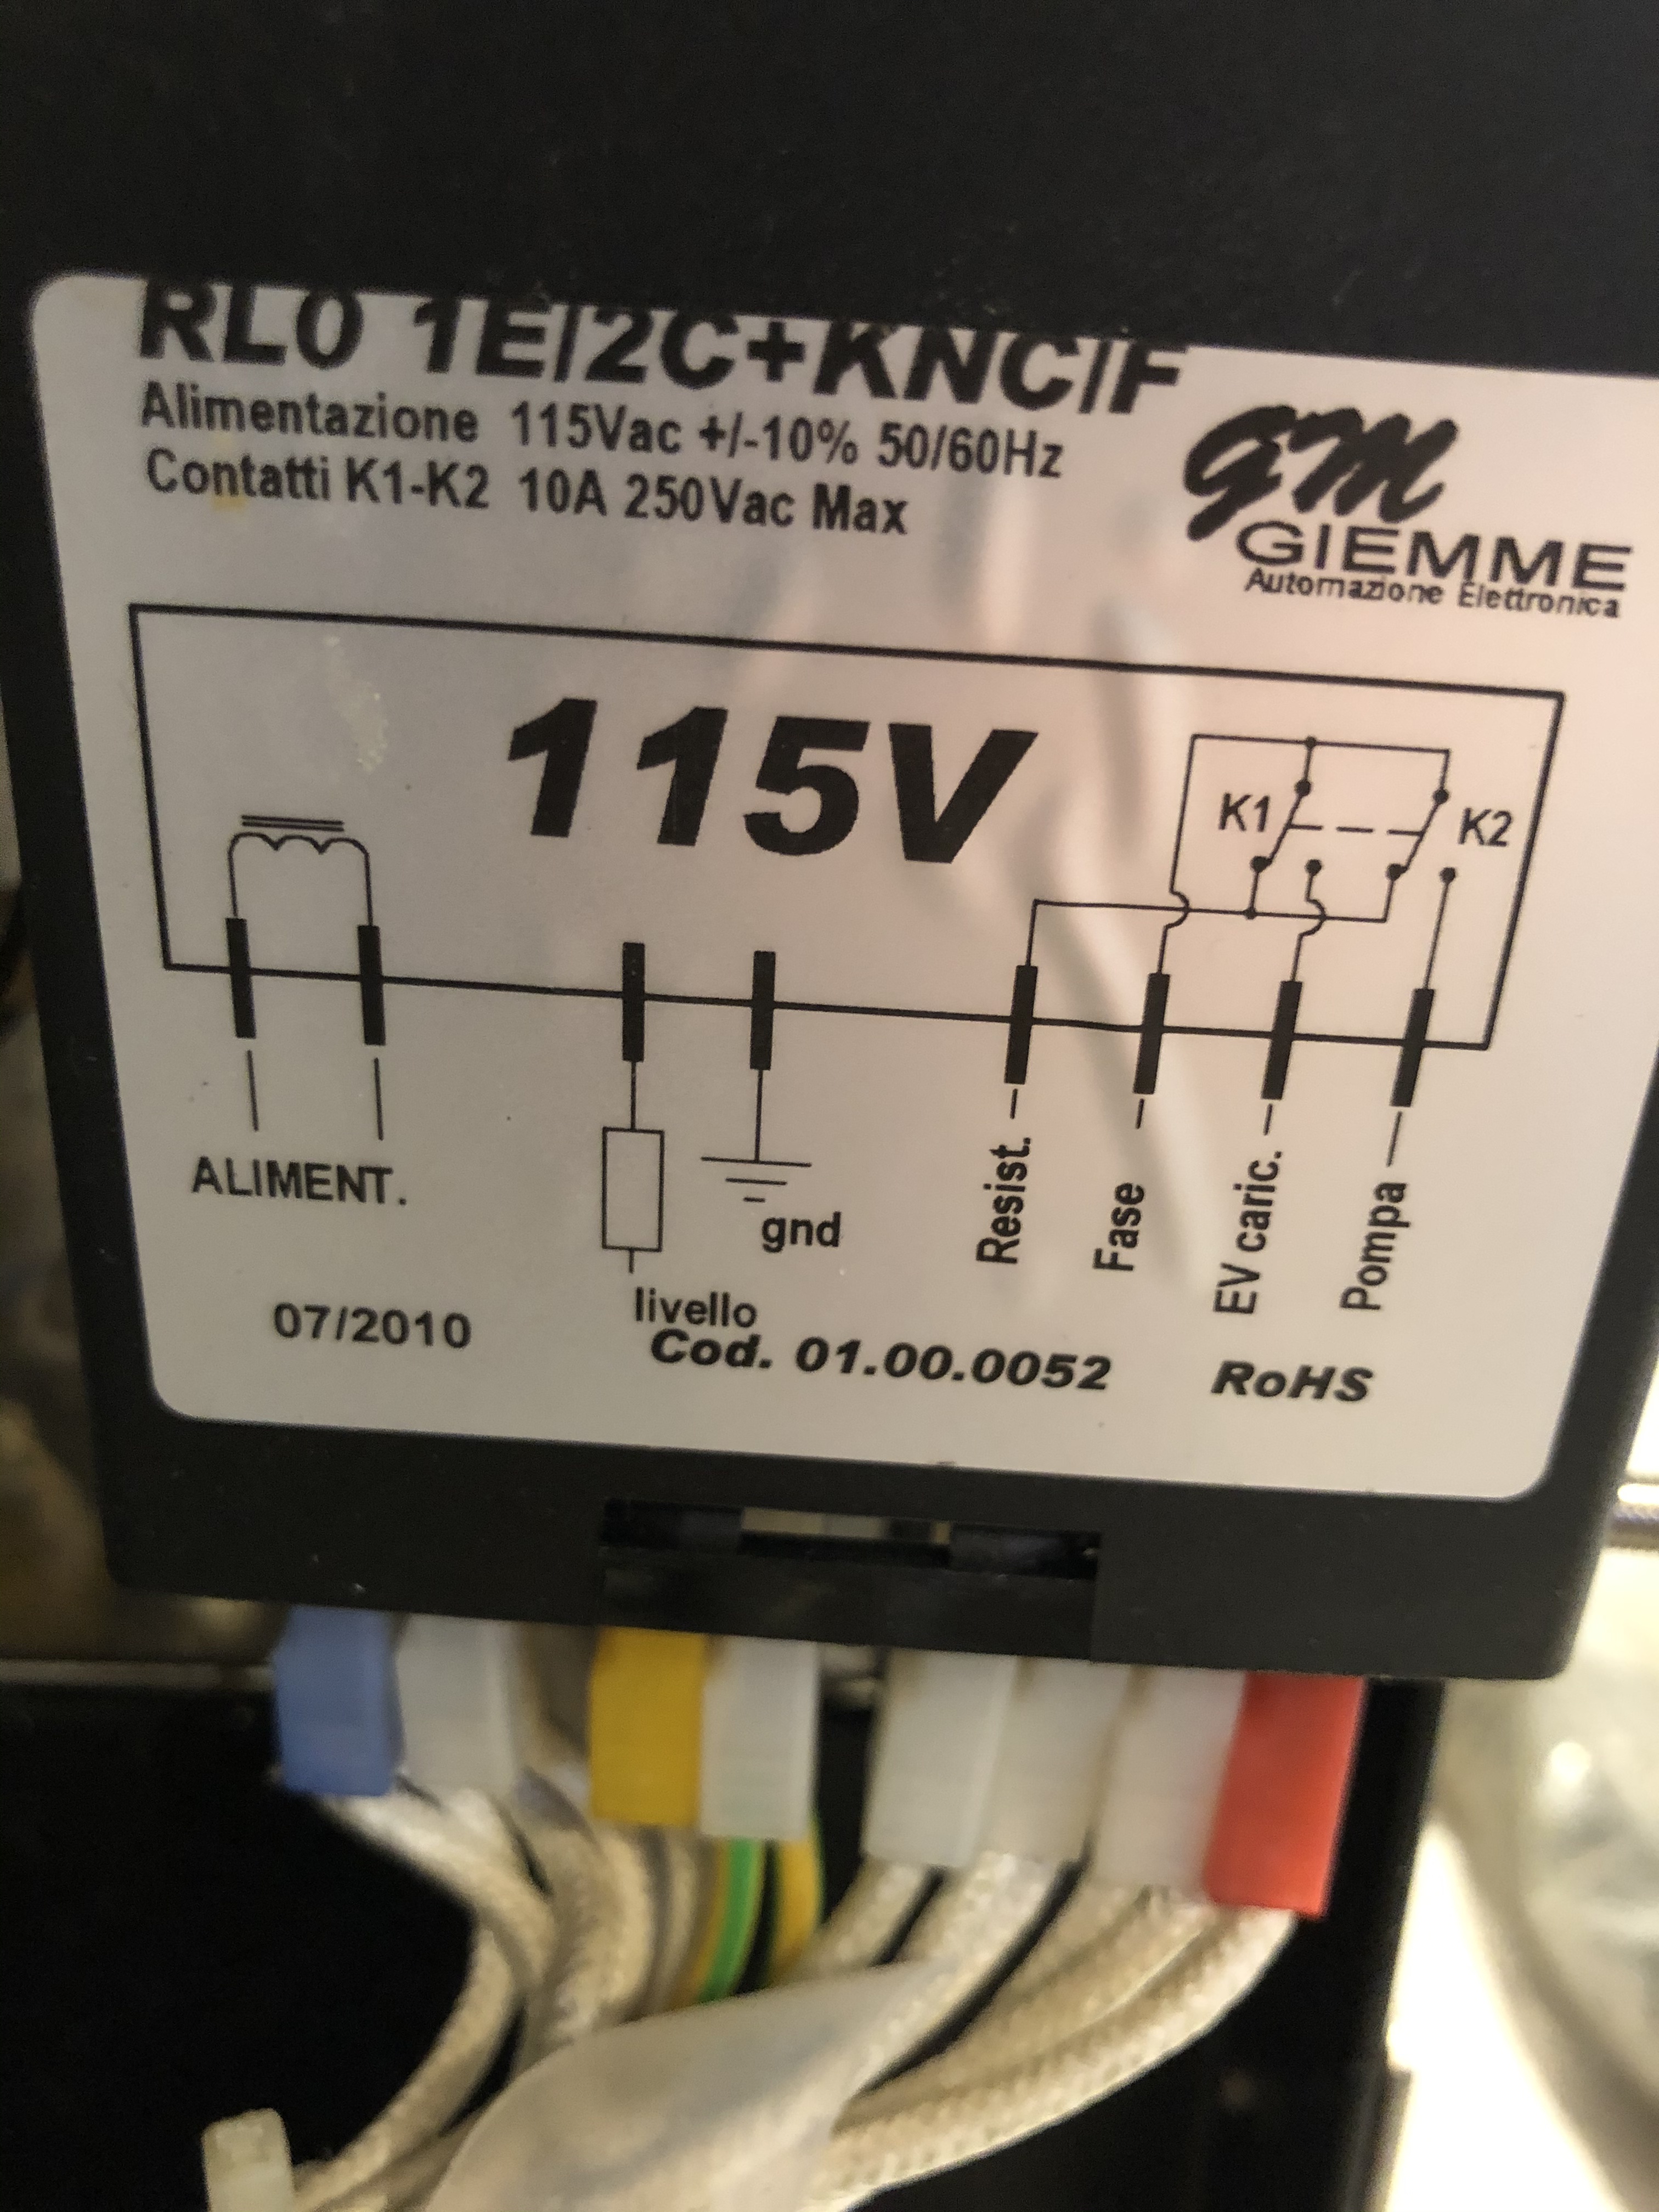 RL0 1E/2C+KNC/F
Alimentazione 115Vac +/-10% 50/60Hz
Contatti K1-K2 10A 250Vac Max
GM
GIEMME
Automazione Elettronica
115V
K1
K2
ALIMENT.
livello
gnd
Resist.
Fase
EV caric.
Pompa
07/2010
Cod. 01.00.0052
RoHS